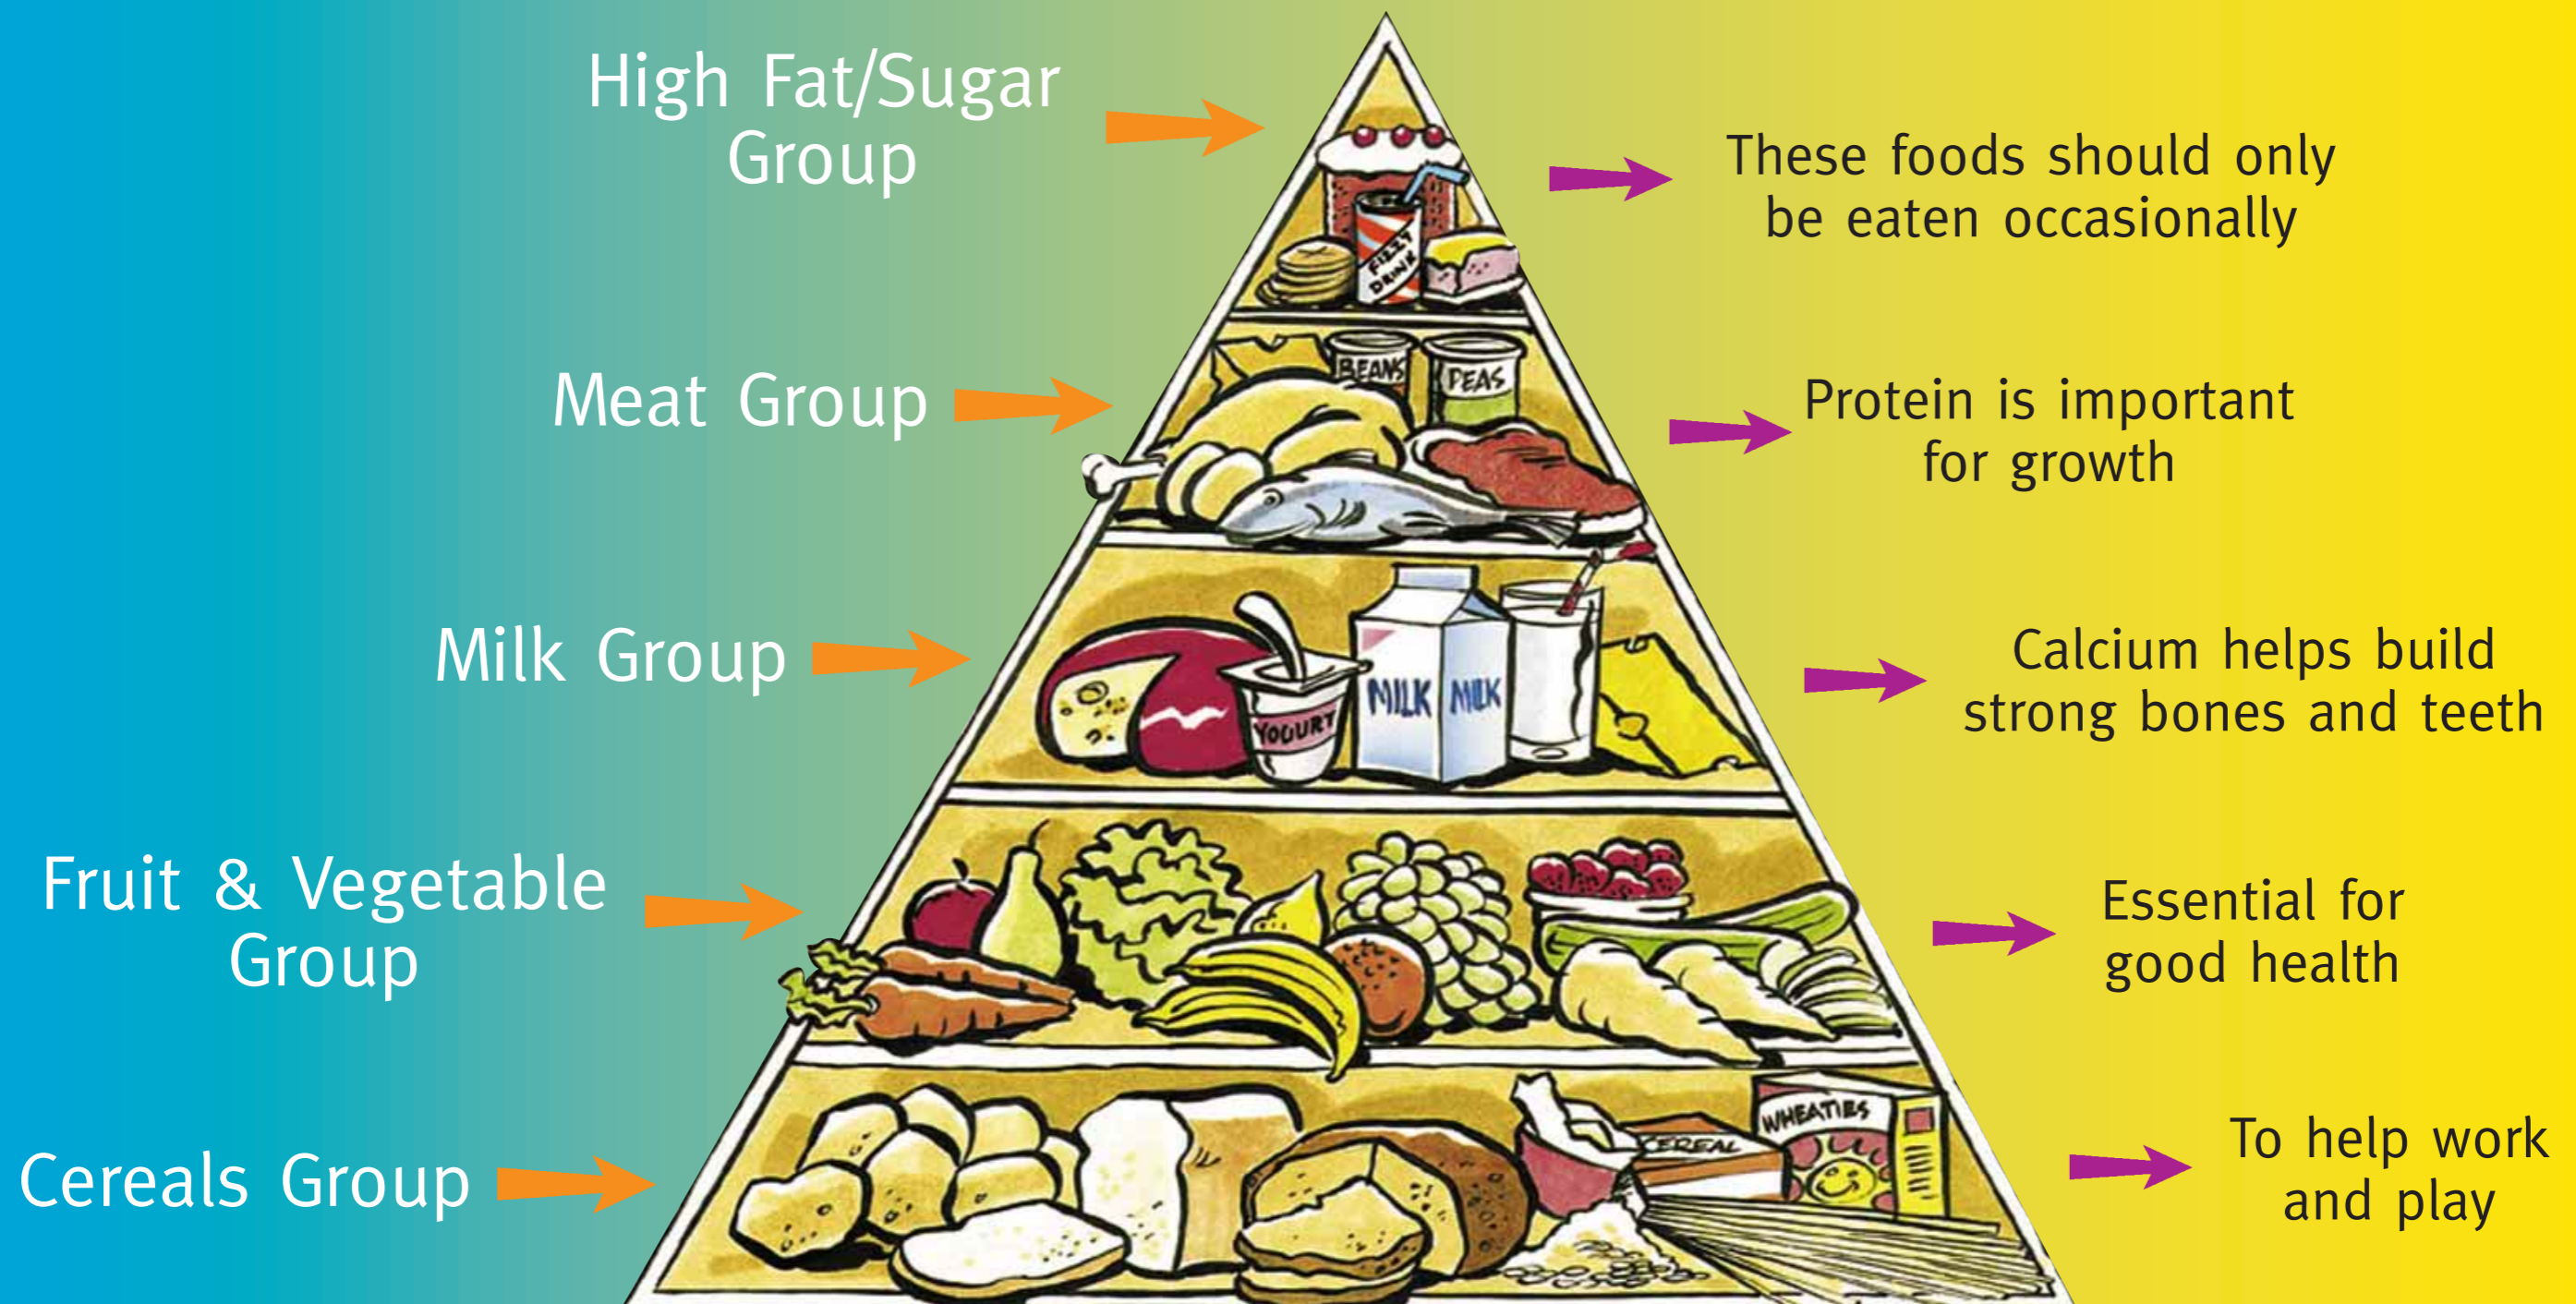 High Fat/Sugar
Group
These foods should only
be eaten occasionally
FIZZY
DRINK
Meat Group
BEANS
PEAS
Protein is important
for growth
Milk Group
YOGURT
MILK MILK
Calcium helps build
strong bones and teeth
Fruit & Vegetable
Group
Essential for
good health
Cereals Group
CEREAL
WHEATIES
To help work
and play